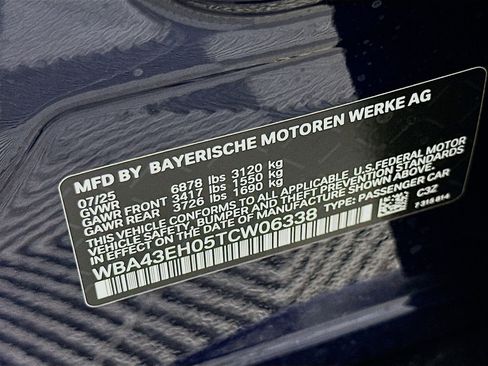 MFD BY BAYERISCHE MOTOREN WERKE AG
07/25
GVWR 6878 lbs 3120 kg
GAWR FRONT 3417 lbs 1550 kg
GAWR REAR 3726 lbs 1690 kg
THIS VEHICLE CONFORMS TO ALL APPLICABLE U.S.FEDERAL MOTOR
VEHICLE SAFETY, BUMPER, AND THEFT PREVENTION STANDARDS
IN EFFECT ON THE DATE OF MANUFACTURE SHOWN ABOVE.
WBA43EH05TCW06338 TYPE: PASSENGER CAR
C3Z